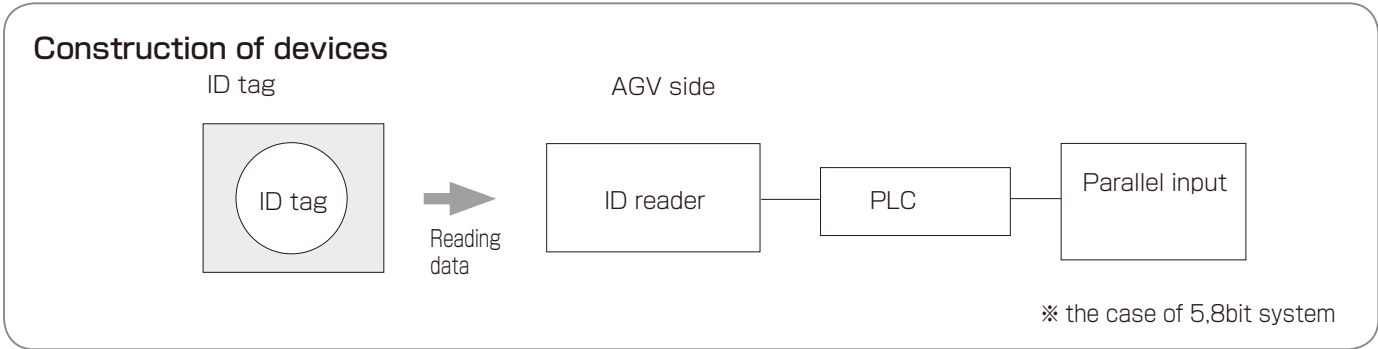 Construction of devices
ID tag
AGV side
ID tag
Reading
data
ID reader
PLC
Parallel input
※ the case of 5,8bit system